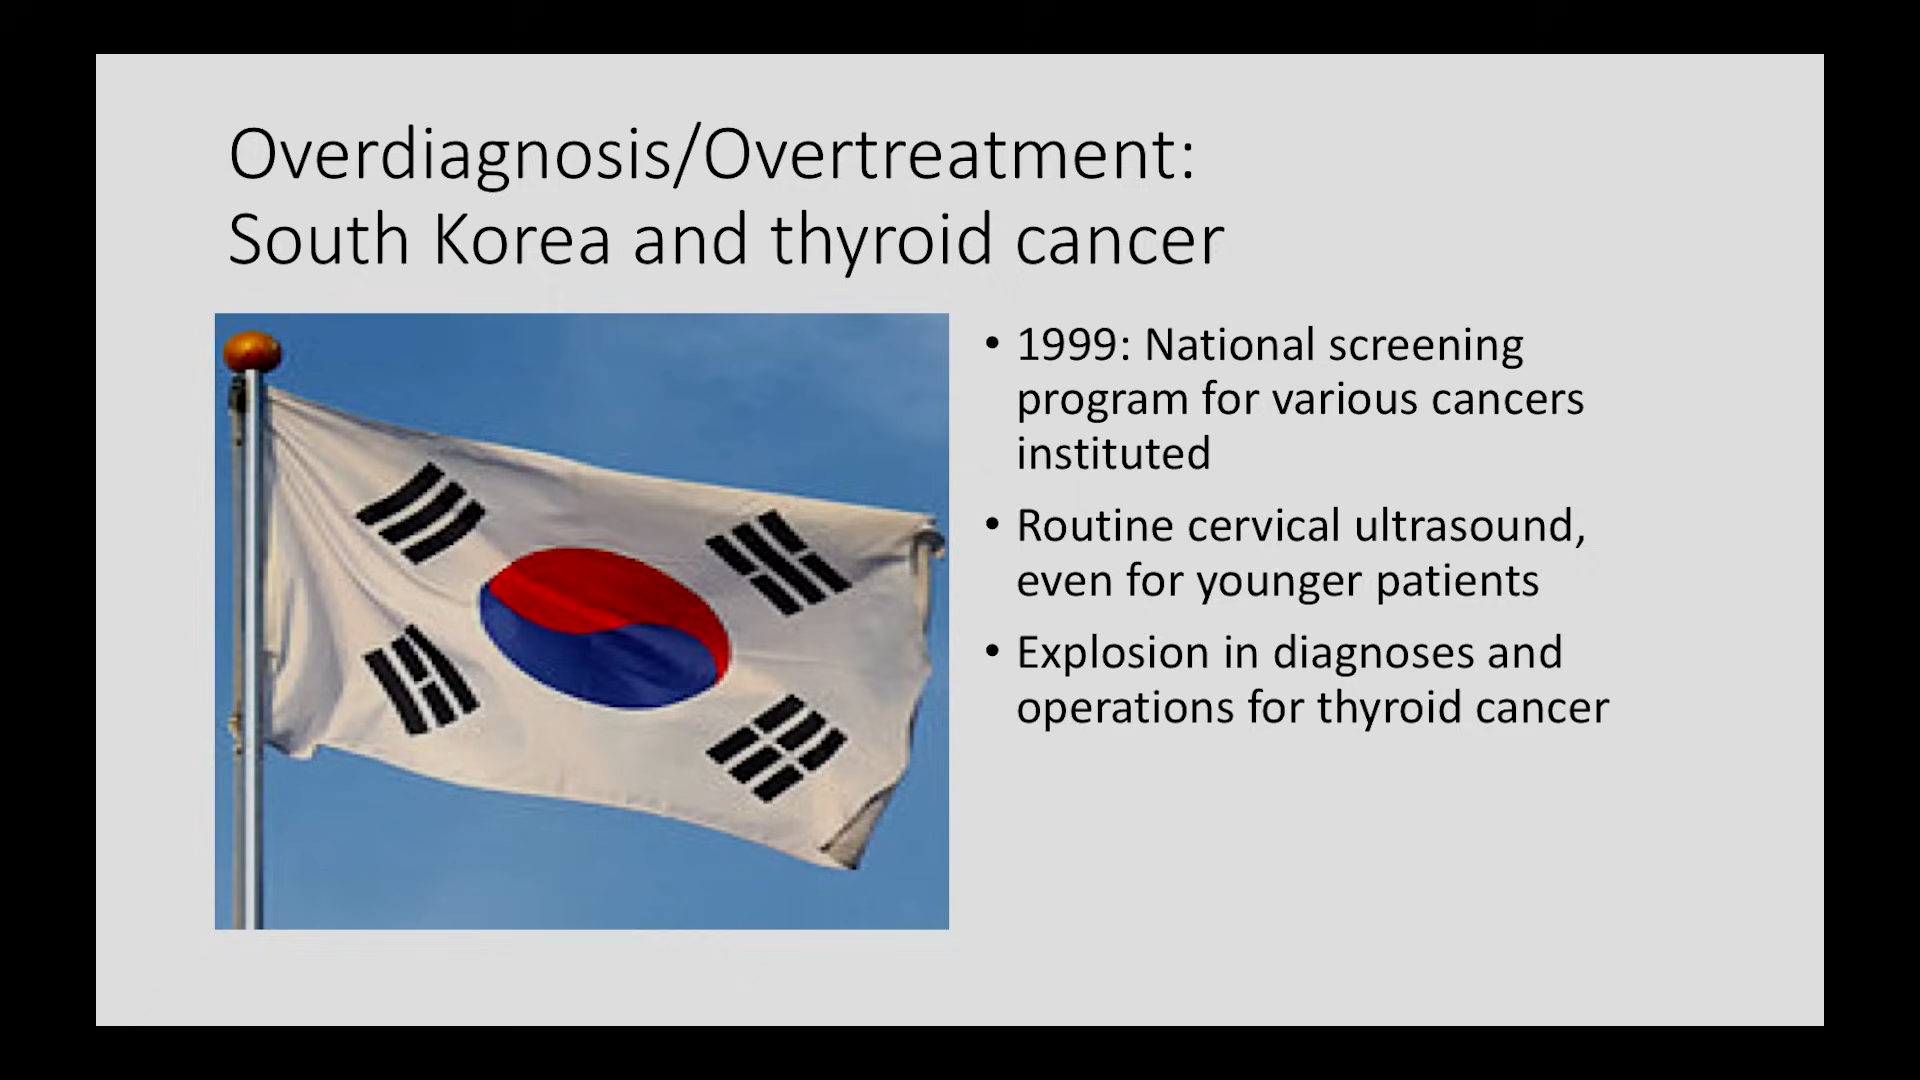 Overdiagnosis/Overtreatment:
South Korea and thyroid cancer
• 1999: National screening
program for various cancers
instituted
• Routine cervical ultrasound,
even for younger patients
• Explosion in diagnoses and
operations for thyroid cancer